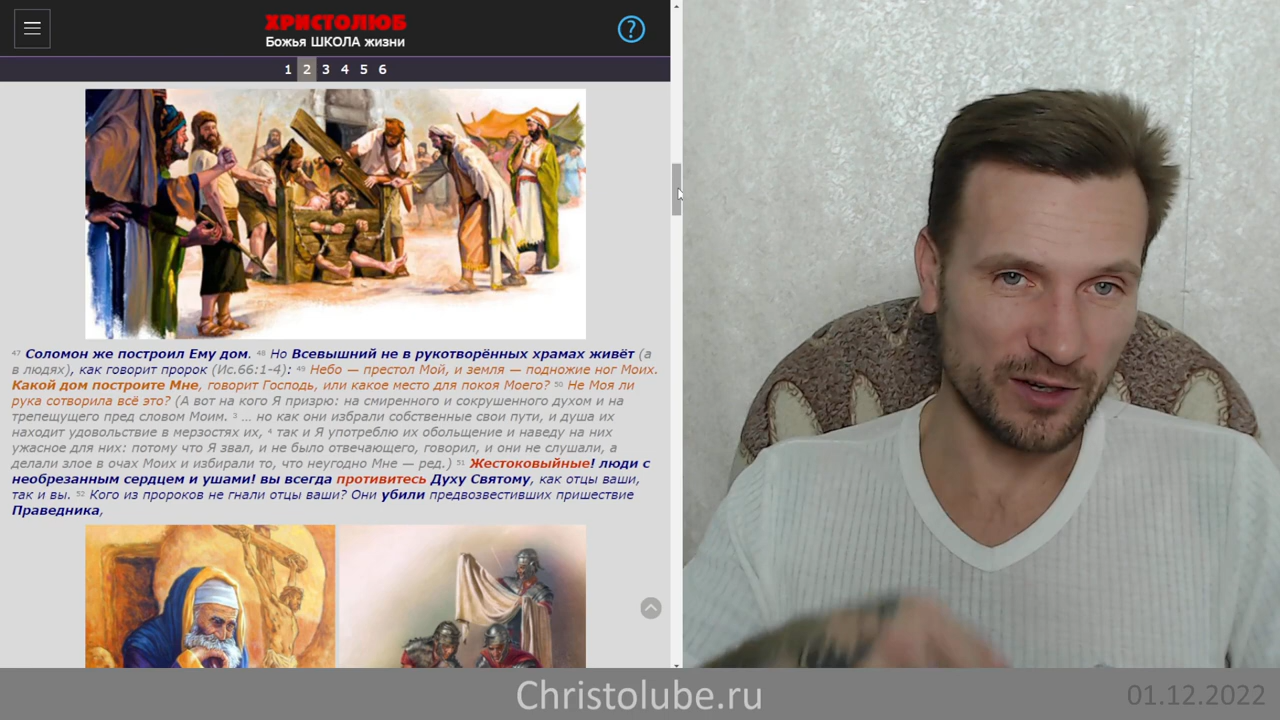 ХРИСТОЛЮБ
Божья ШКОЛА жизни
?
1 2 3 4 5 6
47 Соломон же построил Ему дом. 48 Но Всевышний не в рукотворённых храмах живёт (а
в людях), как говорит пророк (Ис.66:1-4): 49 Небо — престол Мой, и земля — подножие ног Моих.
Какой дом построите Мне, говорит Господь, или какое место для покоя Моего? 50 Не Моя ли
рука сотворила всё это? (А вот на кого Я призрю: на смиренного и сокрушенного духом и на
трепещущего пред словом Моим. 3 ... но как они избрали собственные свои пути, и душа их
находит удовольствие в мерзостях их, 4 так и Я употреблю их обольщение и наведу на них
ужасное для них: потому что Я звал, и не было отвечающего, говорил, и они не слушали, а
делали злое в очах Моих и избирали то, что неугодно Мне — ред.) 51 Жестоковыйные! люди с
необрезанным сердцем и ушами! вы всегда противитесь Духу Святому, как отцы ваши,
так и вы. 52 Кого из пророков не гнали отцы ваши? Они убили предвозвестивших пришествие
Праведника,
Christolube.ru
01.12.2022